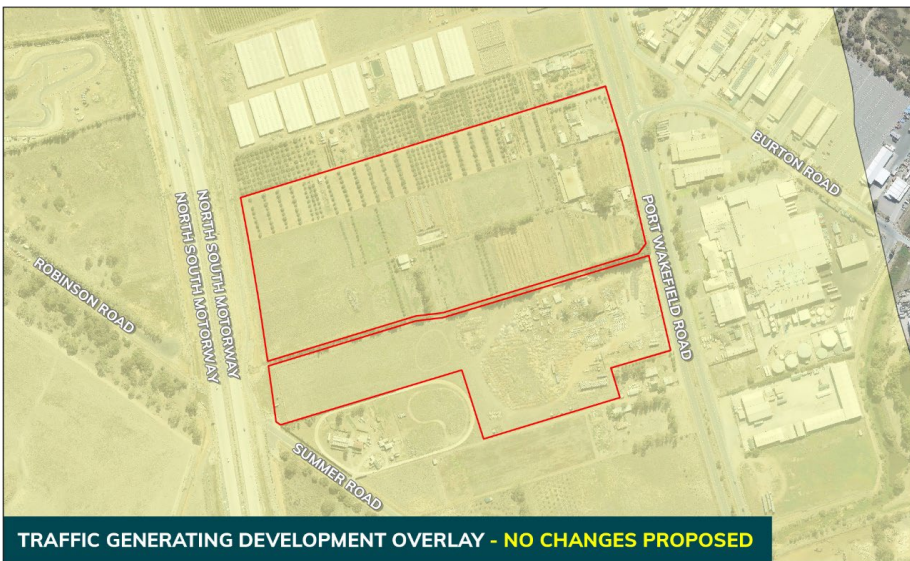 BURTON ROAD
PORT WAKEFIELD ROAD
NORTH SOUTH MOTORWAY
NORTH SOUTH MOTORWAY
ROBINSON ROAD
SUMMER ROAD
TRAFFIC GENERATING DEVELOPMENT OVERLAY - NO CHANGES PROPOSED